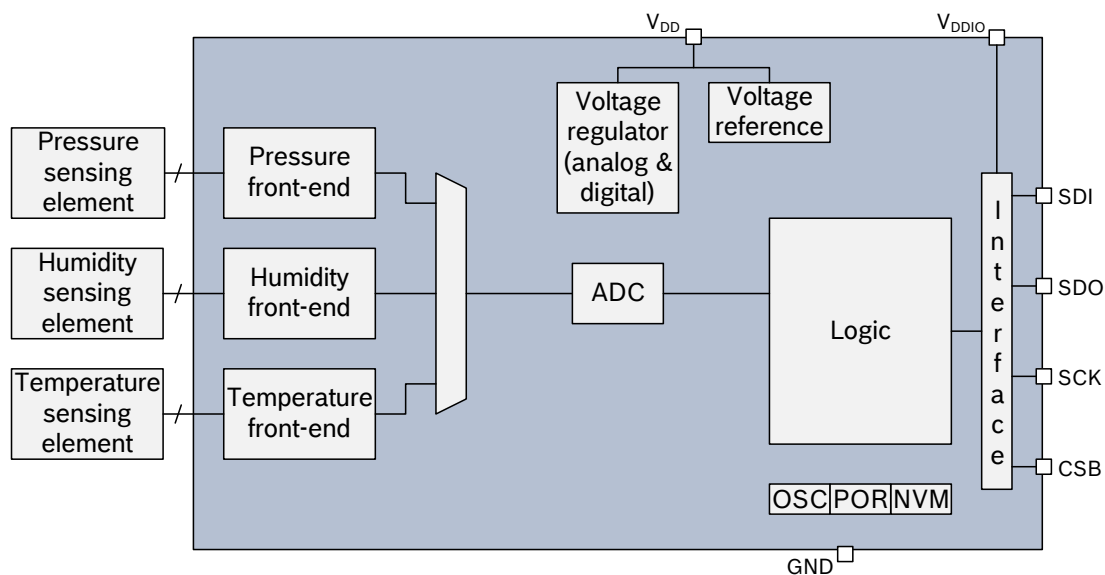 VDD
VDDIO
Voltage
regulator
(analog &
digital)
Voltage
reference
Pressure
sensing
element
Pressure
front-end
Humidity
sensing
element
Humidity
front-end
Temperature
sensing
element
Temperature
front-end
ADC
Logic
Interface
SDI
SDO
SCK
CSB
OSC POR NVM
GND